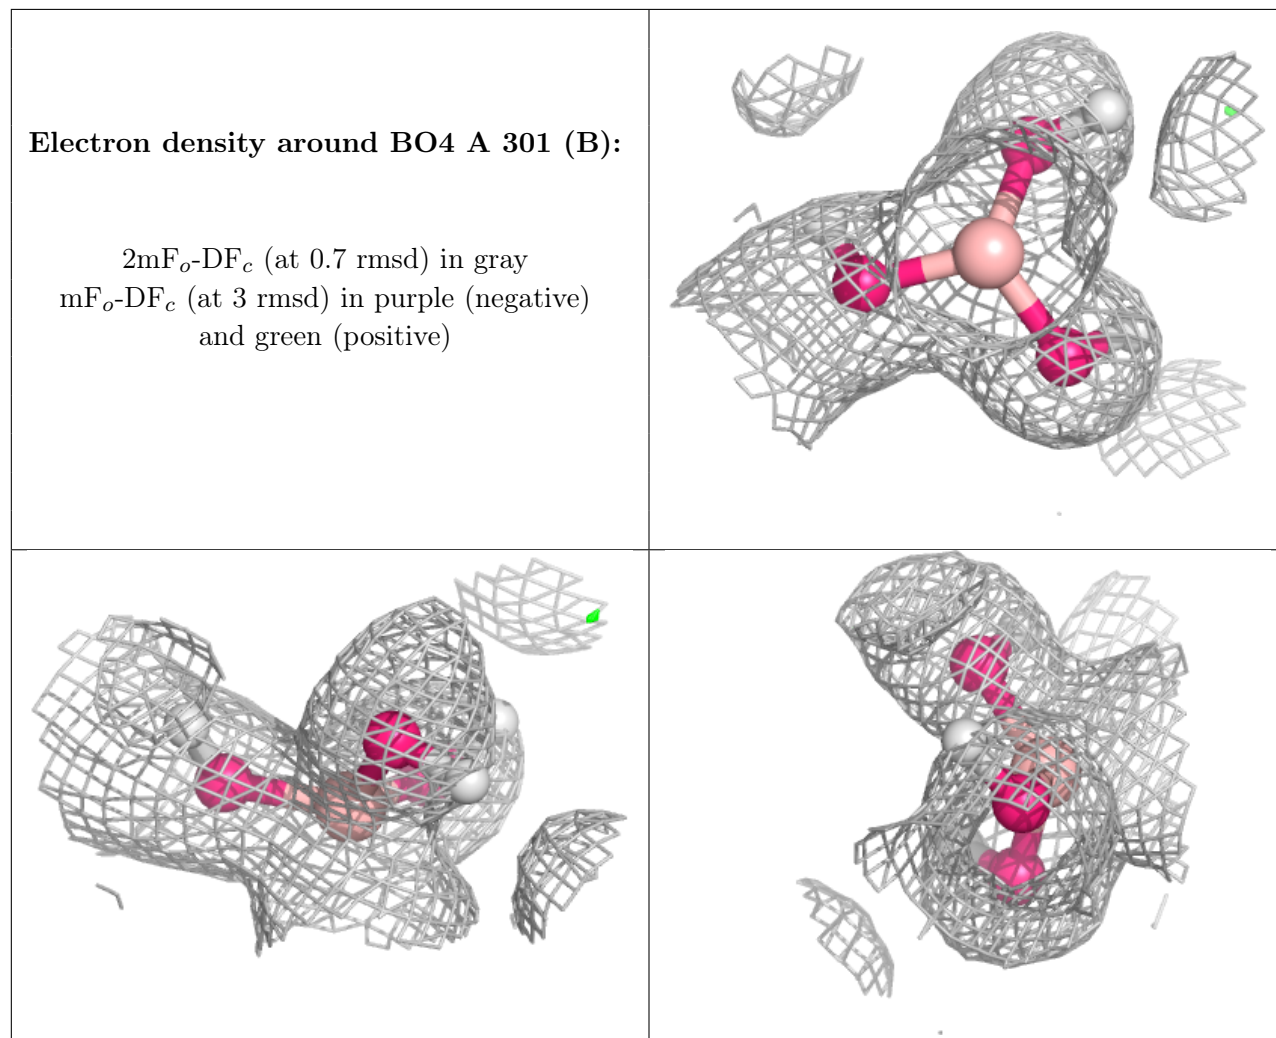 Electron density around BO4 A 301 (B):
2mFo-DFc (at 0.7 rmsd) in gray
mFo-DFc (at 3 rmsd) in purple (negative)
and green (positive)